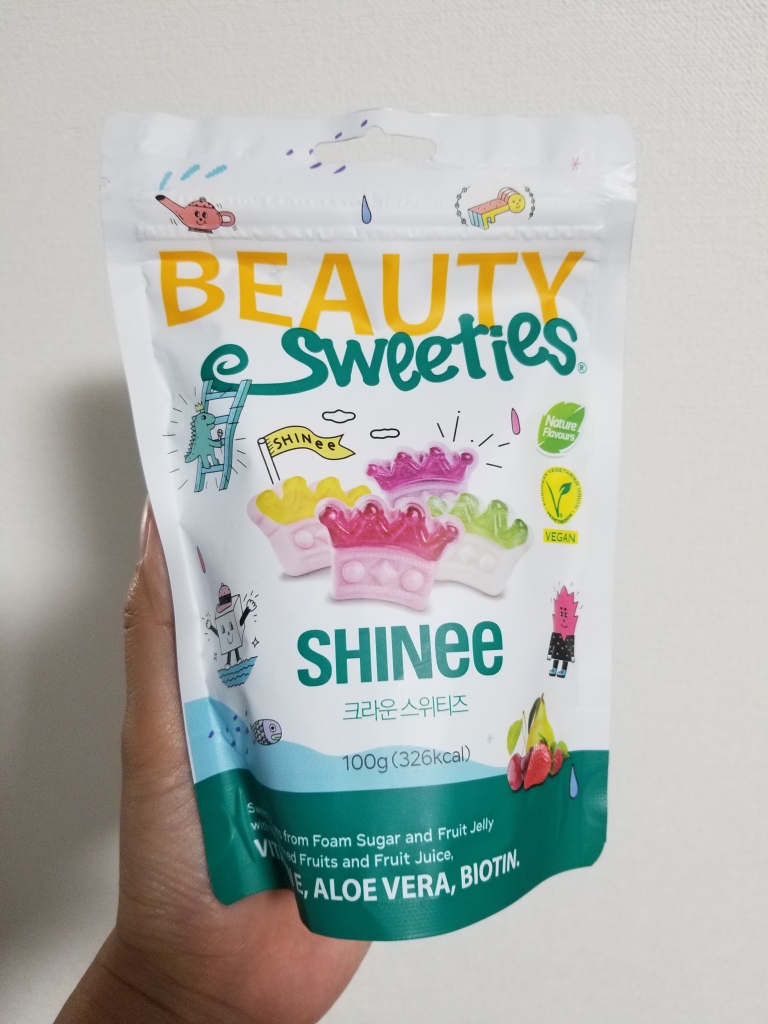 BEAUTY
Sweeties®
SHINee
Nature
Flavours
VEGAN
SHINee
크라운 스위티즈
100g (326kcal)
from Foam Sugar and Fruit Jelly
Fruits and Fruit Juice,
E, ALOE VERA, BIOTIN.